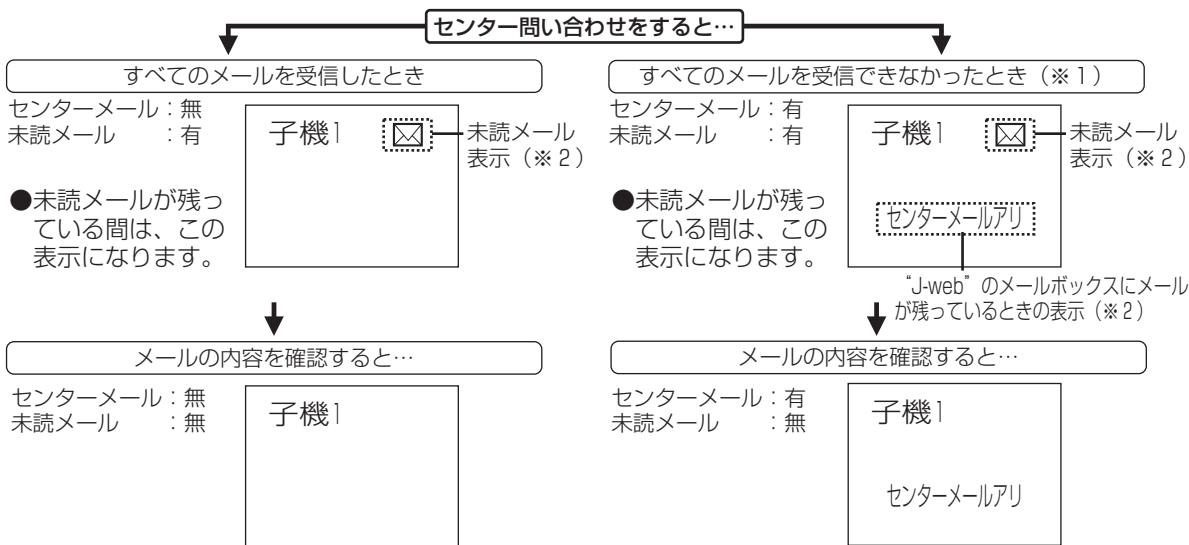 センター問い合わせをすると…
すべてのメールを受信したとき
センターメール：無
未読メール　　：有
子機1
未読メール
表示（※２）
●未読メールが残っ
ている間は、この
表示になります。
メールの内容を確認すると…
センターメール：無
未読メール　　：無
子機1
すべてのメールを受信できなかったとき（※１）
センターメール：有
未読メール　　：有
子機1
未読メール
表示（※２）
●未読メールが残っ
ている間は、この
表示になります。
センターメールアリ
“J-web”のメールボックスにメール
が残っているときの表示（※２）
メールの内容を確認すると…
センターメール：有
未読メール　　：無
子機1
センターメールアリ